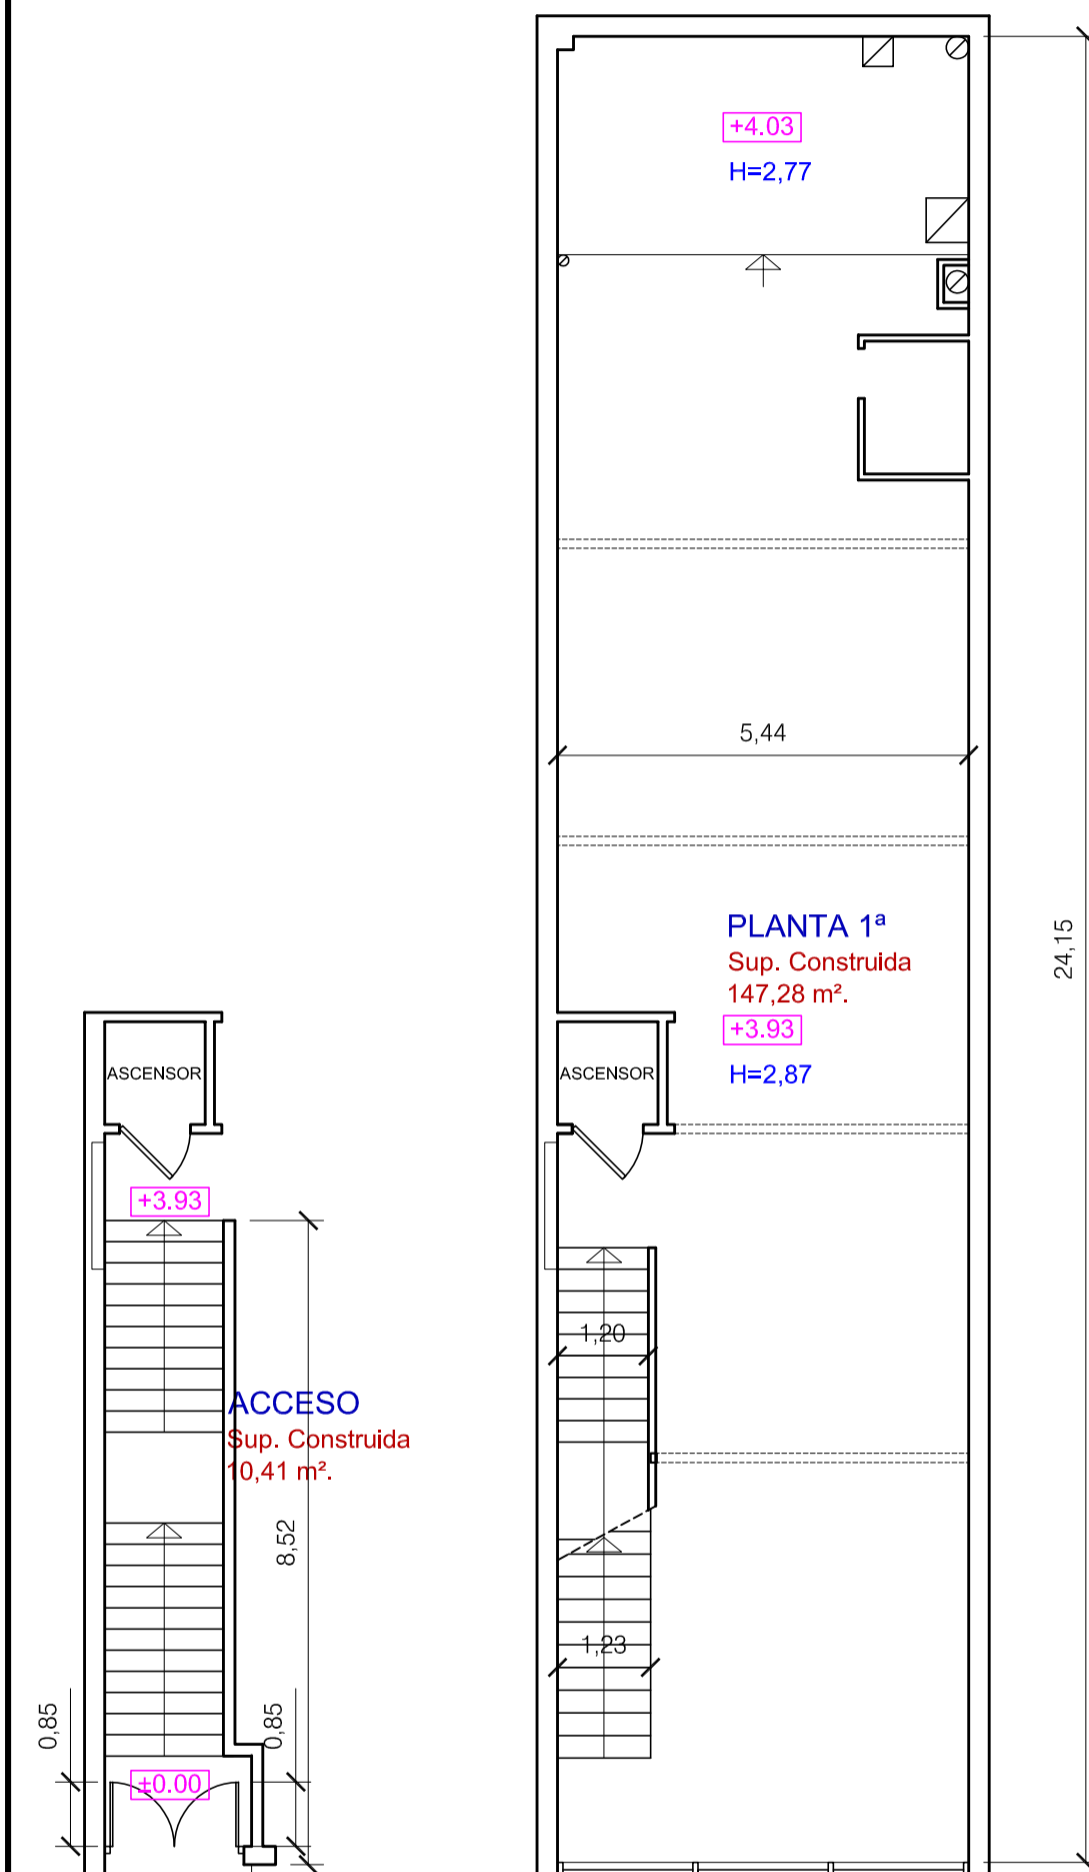 +4.03
H=2,77
5,44
24,15
PLANTA 1ª
Sup. Construida
147,28 m².
+3.93
H=2,87
ASCENSOR
ASCENSOR
+3.93
1,20
ACCESO
Sup. Construida
10,41 m².
8,52
1,23
0,85
0,85
±0.00